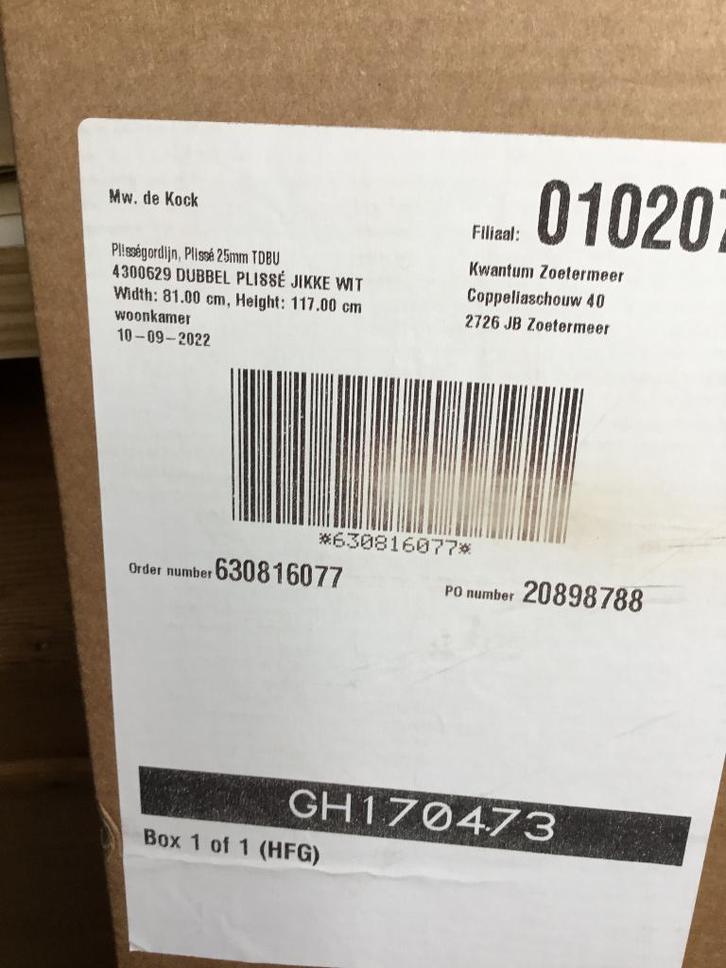 Mw. de Kock
Filiaal: 010207
Plisségordijn, Plissé 25mm TDBU
4300629 DUBBEL PLISSÉ JIKKE WIT
Width: 81.00 cm, Height: 117.00 cm
woonkamer
10-09-2022
Kwantum Zoetermeer
Coppeliaschouw 40
2726 JB Zoetermeer
*630816077*
Order number 630816077
PO number 20898788
GH170473
Box 1 of 1 (HFG)